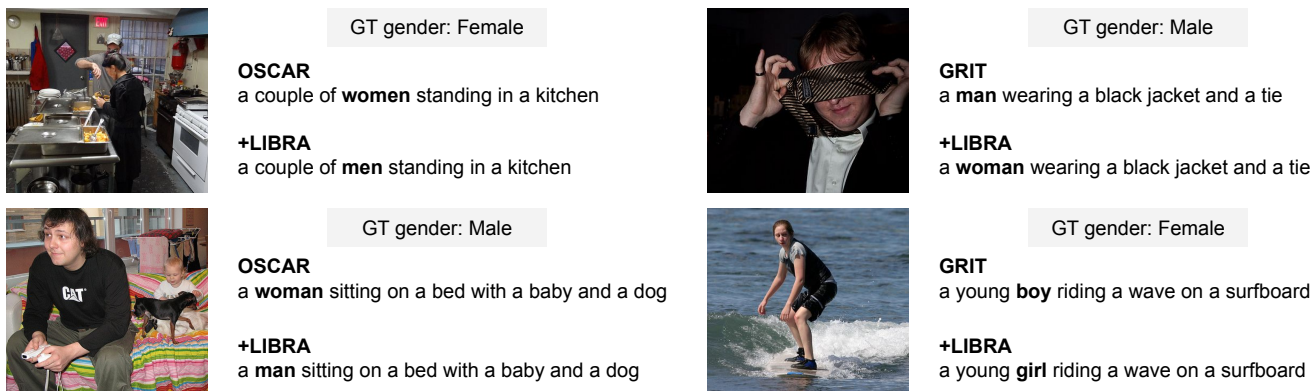 GT gender: Female
OSCAR
a couple of women standing in a kitchen
+LIBRA
a couple of men standing in a kitchen
GT gender: Male
GRIT
a man wearing a black jacket and a tie
+LIBRA
a woman wearing a black jacket and a tie
GT gender: Male
OSCAR
a woman sitting on a bed with a baby and a dog
+LIBRA
a man sitting on a bed with a baby and a dog
CAT
GT gender: Female
GRIT
a young boy riding a wave on a surfboard
+LIBRA
a young girl riding a wave on a surfboard
EXIT